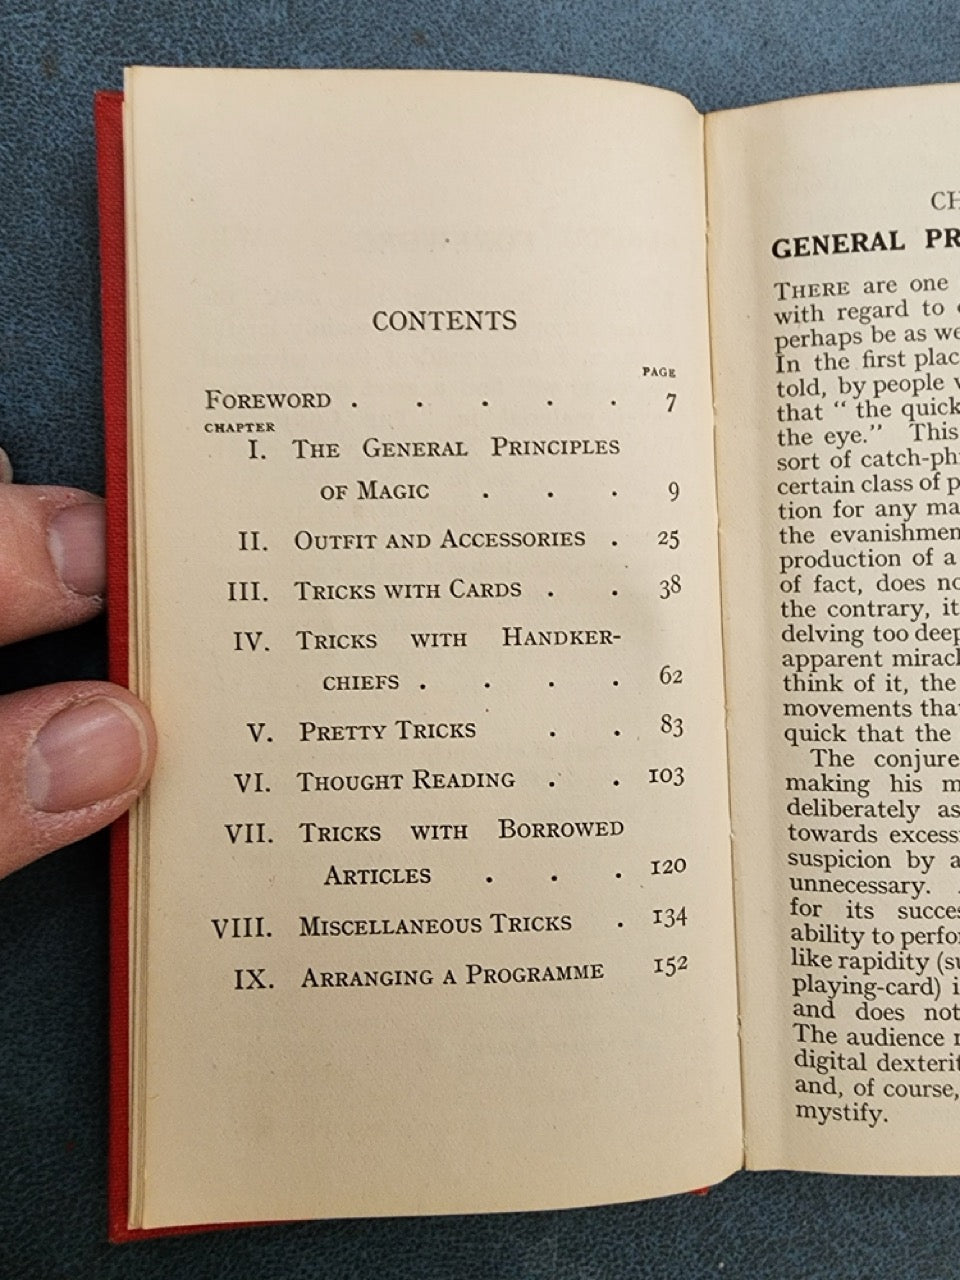 CONTENTS
PAGE
FOREWORD . . . . . 7
CHAPTER
I. THE GENERAL PRINCIPLES
OF MAGIC . . . 9
II. OUTFIT AND ACCESSORIES . 25
III. TRICKS WITH CARDS . . 38
IV. TRICKS WITH HANDKER-
CHIEFS . . . . 62
V. PRETTY TRICKS . . 83
VI. THOUGHT READING . . 103
VII. TRICKS WITH BORROWED
ARTICLES . . . 120
VIII. MISCELLANEOUS TRICKS . 134
IX. ARRANGING A PROGRAMME 152
CH
GENERAL PR
THERE are one
with regard to
perhaps be as we
In the first plac
told, by people
that “ the quick
the eye.” This
sort of catch-ph
certain class of p
tion for any ma
the evanishmen
production of a
of fact, does no
the contrary, it
delving too deep
apparent miracl
think of it, the
movements tha
quick that the
The conjure
making his m
deliberately as
towards excess
suspicion by a
unnecessary.
for its succes
ability to perfo
like rapidity (su
playing-card) i
and does not
The audience
digital dexterit
and, of course,
mystify.